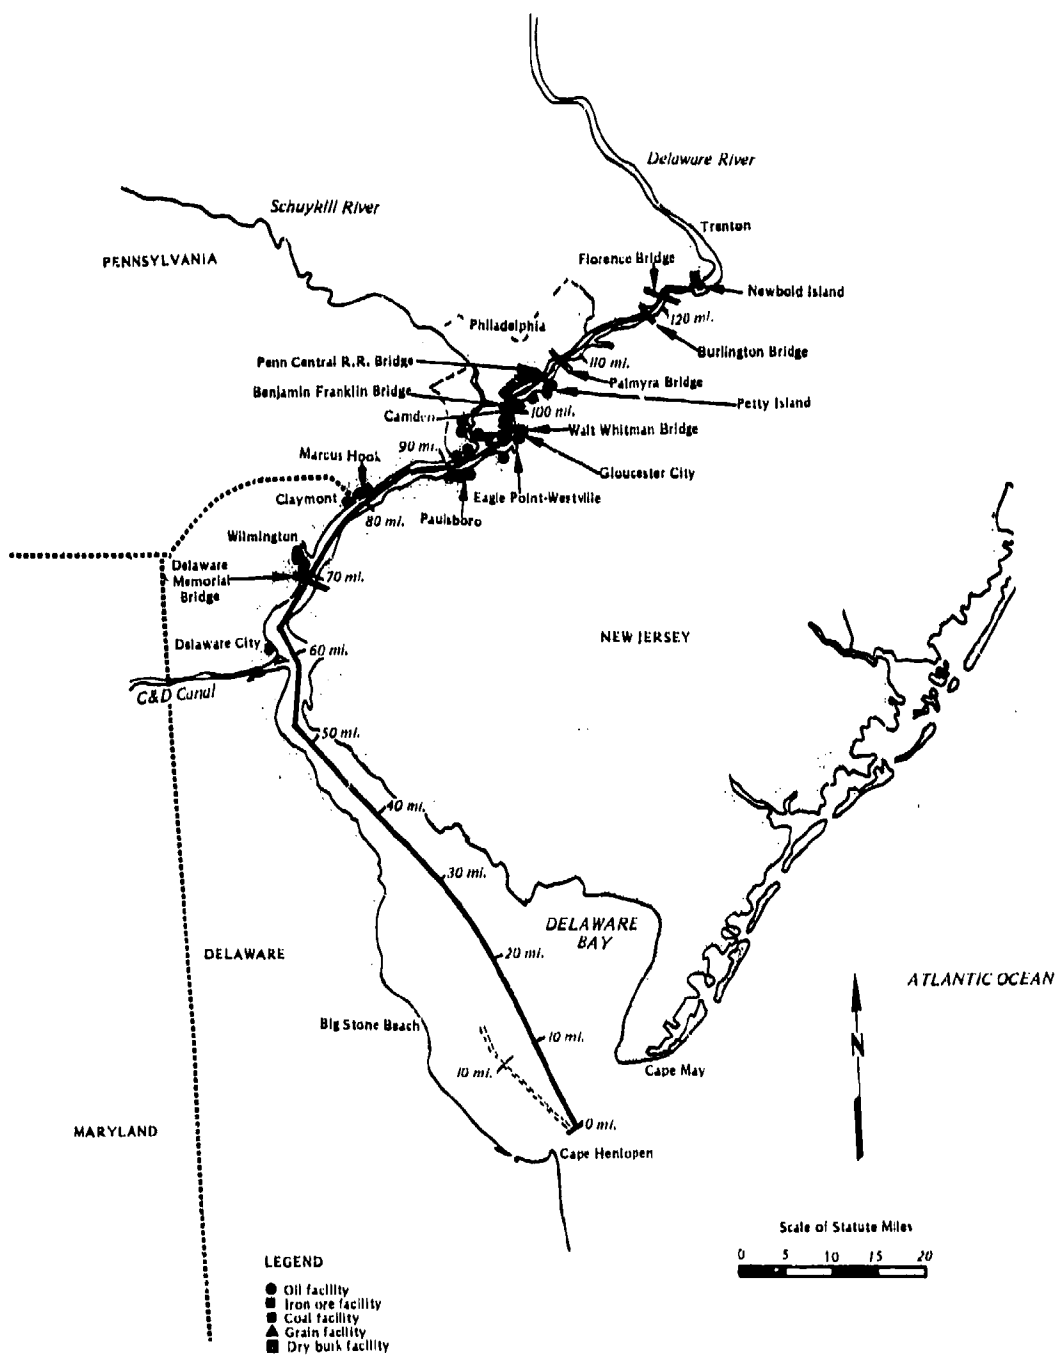 Delaware River
Schuykill River
Trenton
PENNSYLVANIA
Florence Bridge
Newbold Island
120 mi.
Philadelphia
Burlington Bridge
Penn Central R.R. Bridge
110 mi.
Palmyra Bridge
Benjamin Franklin Bridge
Petty Island
100 mi.
Camden
Walt Whitman Bridge
90 mi.
Marcus Hook
Gloucester City
Claymont
Eagle Point-Westville
Paulsboro
80 mi.
Wilmington
Delaware
Memorial
Bridge
70 mi.
NEW JERSEY
Delaware City
60 mi.
C&D Canal
50 mi.
40 mi.
30 mi.
DELAWARE
BAY
20 mi.
DELAWARE
ATLANTIC OCEAN
Big Stone Beach
10 mi.
N
10 mi.
Cape May
0 mi.
MARYLAND
Cape Henlopen
Scale of Statute Miles
0 5 10 15 20
LEGEND
Oil facility
Iron ore facility
Coal facility
Grain facility
Dry bulk facility